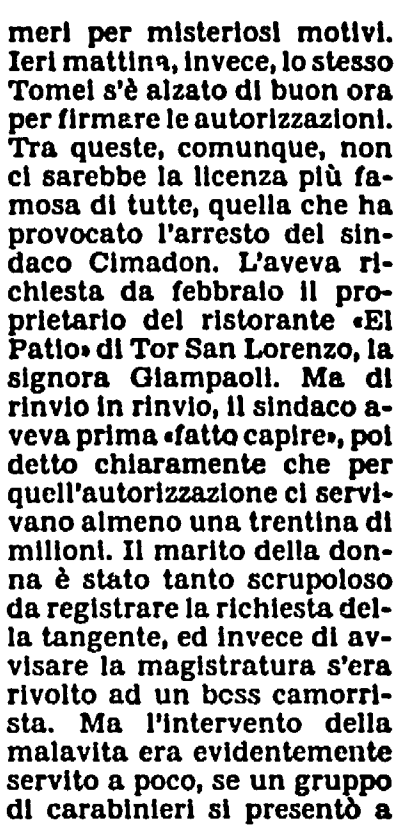 meri per misteriosi motivi.
Ieri mattina, invece, lo stesso
Tomei s'è alzato di buon ora
per firmare le autorizzazioni.
Tra queste, comunque, non
ci sarebbe la licenza più fa-
mosa di tutte, quella che ha
provocato l'arresto del sin-
daco Cimadon. L'aveva ri-
chiesta da febbraio il pro-
prietario del ristorante «El
Patio» di Tor San Lorenzo, la
signora Giampaoli. Ma di
rinvio in rinvio, il sindaco a-
veva prima «fatto capire», poi
detto chiaramente che per
quell'autorizzazione ci servi-
vano almeno una trentina di
milioni. Il marito della don-
na è stato tanto scrupoloso
da registrare la richiesta del-
la tangente, ed invece di av-
visare la magistratura s'era
rivolto ad un boss camorri-
sta. Ma l'intervento della
malavita era evidentemente
servito a poco, se un gruppo
di carabinieri si presentò a